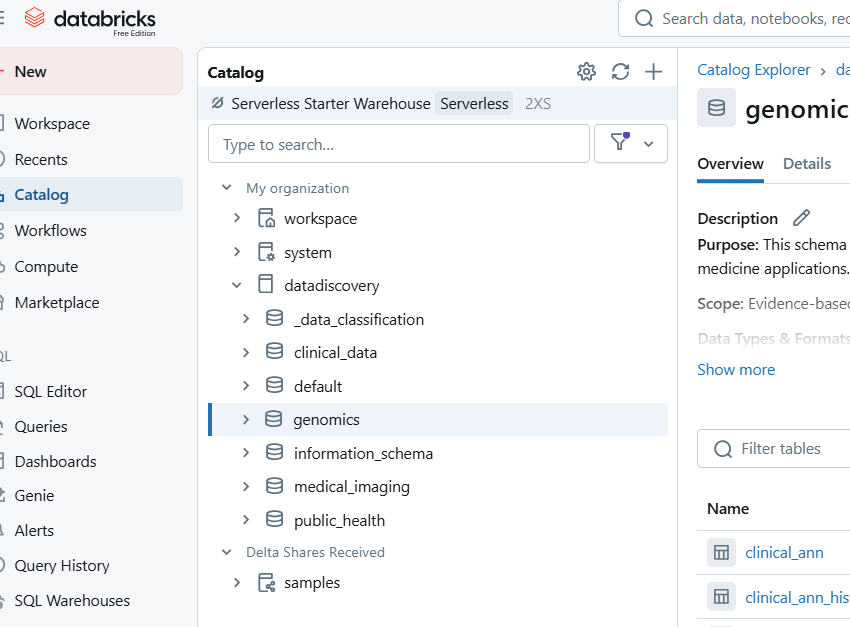 databricks
Free Edition
Search data, notebooks, rec
New
Workspace
Recents
Catalog
Workflows
Compute
Marketplace
QL
SQL Editor
Queries
Dashboards
Genie
Alerts
Query History
SQL Warehouses
Catalog
Serverless Starter Warehouse Serverless 2XS
Type to search...
My organization
workspace
system
datadiscovery
_data_classification
clinical_data
default
genomics
information_schema
medical_imaging
public_health
Delta Shares Received
samples
Catalog Explorer › da
genomic
Overview Details
Description
Purpose: This schema
medicine applications.
Scope: Evidence-based
Data Types & Formats
Show more
Filter tables
Name
clinical_ann
clinical_ann_his